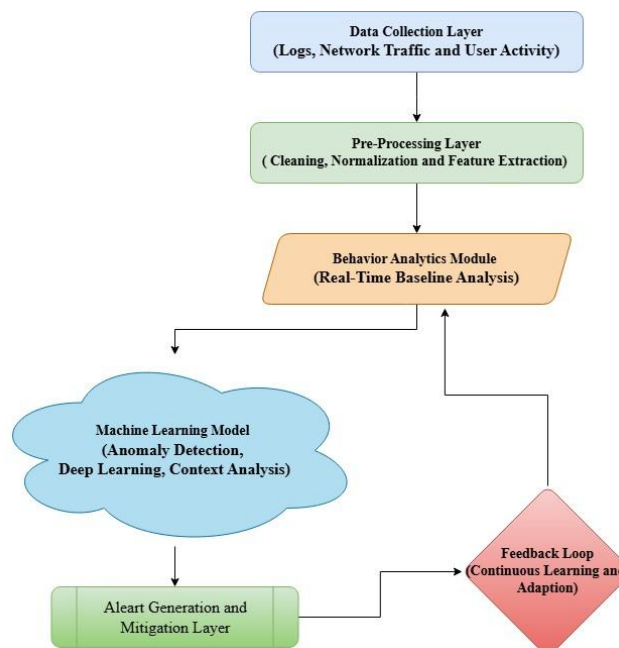 Data Collection Layer
(Logs, Network Traffic and User Activity)
Pre-Processing Layer
( Cleaning, Normalization and Feature Extraction)
Behavior Analytics Module
(Real-Time Baseline Analysis)
Machine Learning Model
(Anomaly Detection,
Deep Learning, Context Analysis)
Feedback Loop
(Continuous Learning and
Adaption)
Aleart Generation and
Mitigation Layer